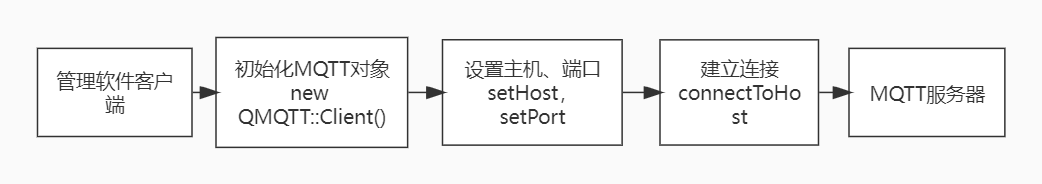 管理软件客户
端
初始化MQTT对象
new
QMQTT::Client()
设置主机、端口
setHost，
setPort
建立连接
connectToHo
st
MQTT服务器